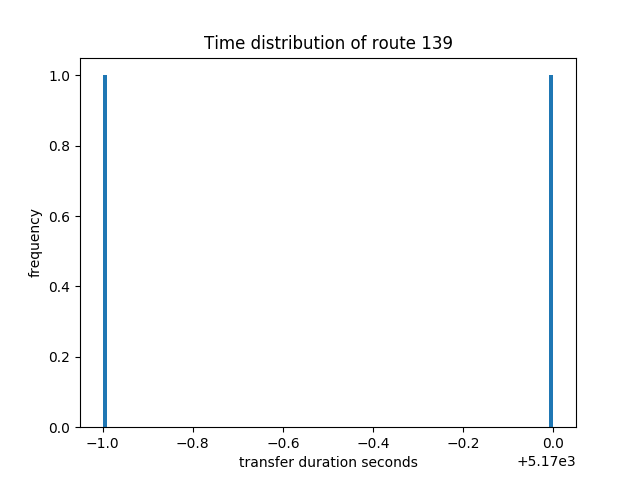 Time distribution of route 139
frequency
1.0
0.8
0.6
0.4
0.2
0.0
−1.0 −0.8 −0.6 −0.4 −0.2 0.0
transfer duration seconds
+5.17e3